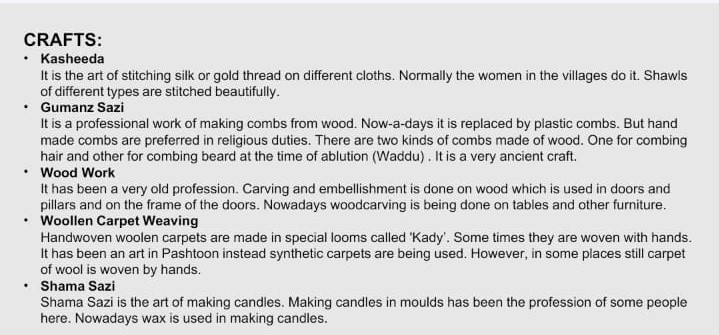 CRAFTS:
• Kasheeda
It is the art of stitching silk or gold thread on different cloths. Normally the women in the villages do it. Shawls
of different types are stitched beautifully.
• Gumanz Sazi
It is a professional work of making combs from wood. Now-a-days it is replaced by plastic combs. But hand
made combs are preferred in religious duties. There are two kinds of combs made of wood. One for combing
hair and other for combing beard at the time of ablution (Waddu) . It is a very ancient craft.
• Wood Work
It has been a very old profession. Carving and embellishment is done on wood which is used in doors and
pillars and on the frame of the doors. Nowadays woodcarving is being done on tables and other furniture.
• Woollen Carpet Weaving
Handwoven woolen carpets are made in special looms called 'Kady'. Some times they are woven with hands.
It has been an art in Pashtoon instead synthetic carpets are being used. However, in some places still carpet
of wool is woven by hands.
• Shama Sazi
Shama Sazi is the art of making candles. Making candles in moulds has been the profession of some people
here. Nowadays wax is used in making candles.